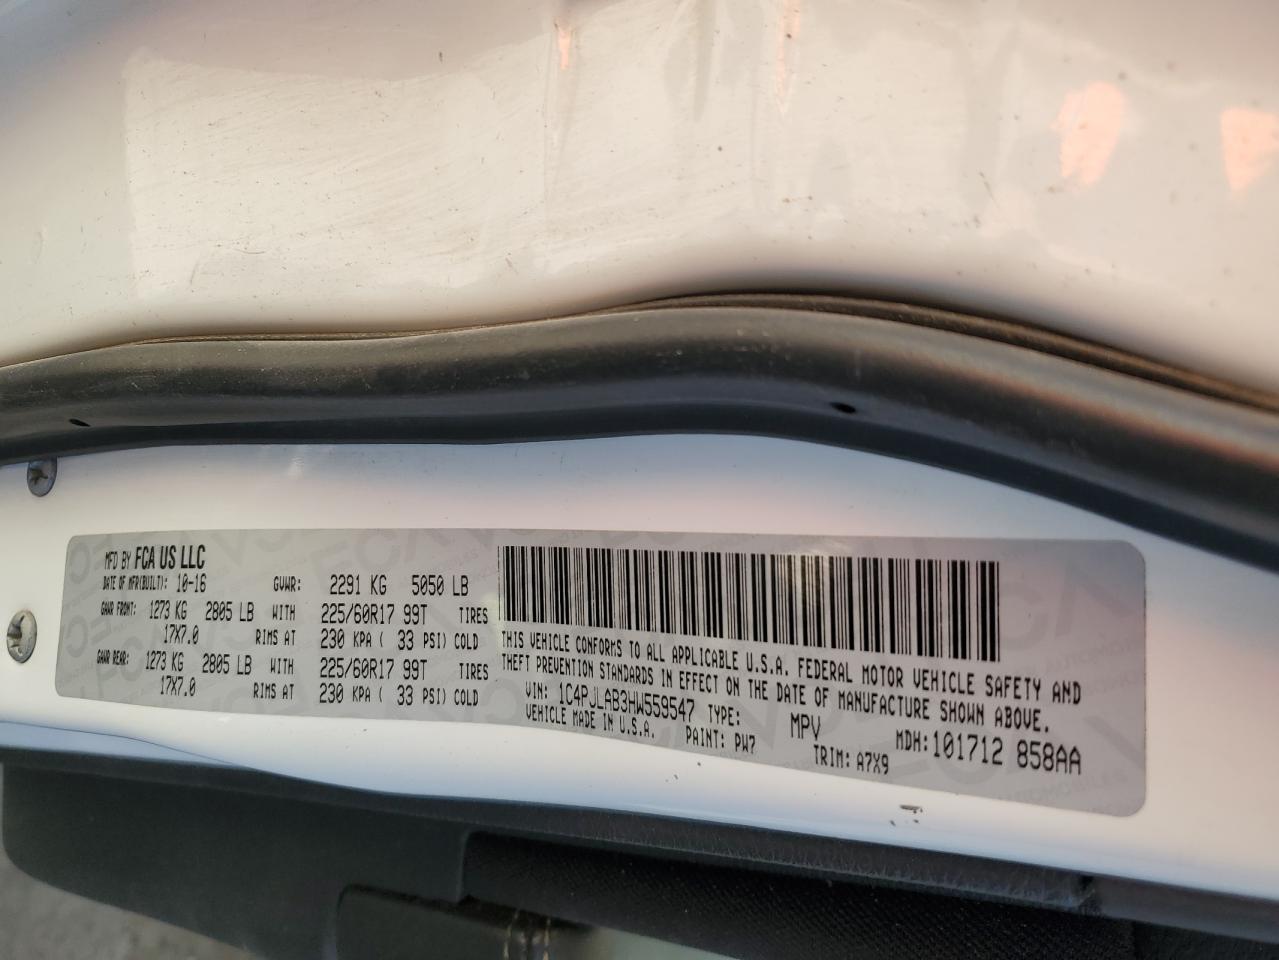 MFD BY FCA US LLC
DATE OF MFR(BUILT): 10-16 GVWR: 2291 KG 5050 LB
GAWR FRONT: 1273 KG 2805 LB WITH 225/60R17 99T TIRES
17X7.0 RIMS AT 230 KPA ( 33 PSI) COLD
GAWR REAR: 1273 KG 2805 LB WITH 225/60R17 99T TIRES
17X7.0 RIMS AT 230 KPA ( 33 PSI) COLD
THIS VEHICLE CONFORMS TO ALL APPLICABLE U.S.A. FEDERAL MOTOR VEHICLE SAFETY AND
THEFT PREVENTION STANDARDS IN EFFECT ON THE DATE OF MANUFACTURE SHOWN ABOVE.
VIN: 1C4PJLAB3HW559547 TYPE: MPV MDH: 101712 858AA
VEHICLE MADE IN U.S.A. PAINT: PW7 TRIM: A7X9